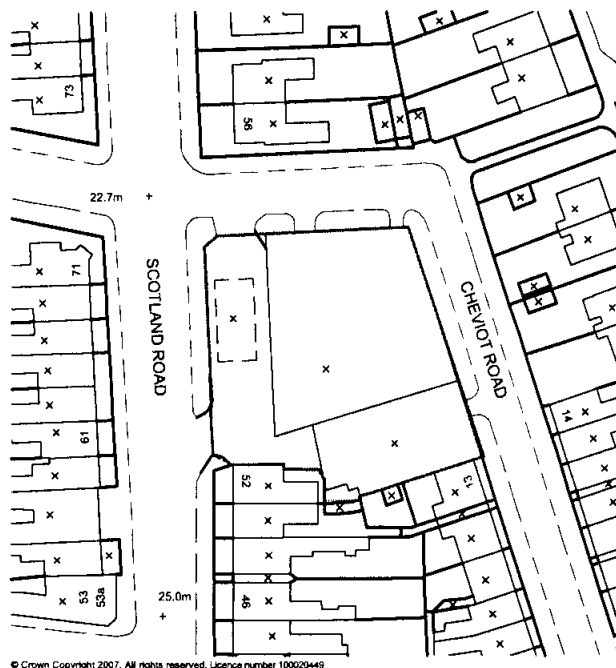 73
56
22.7m
SCOTLAND ROAD
CHEVIOT ROAD
71
61
14
52
13
53
53a
25.0m
46
© Crown Copyright 2007. All rights reserved. Licence number 100020449